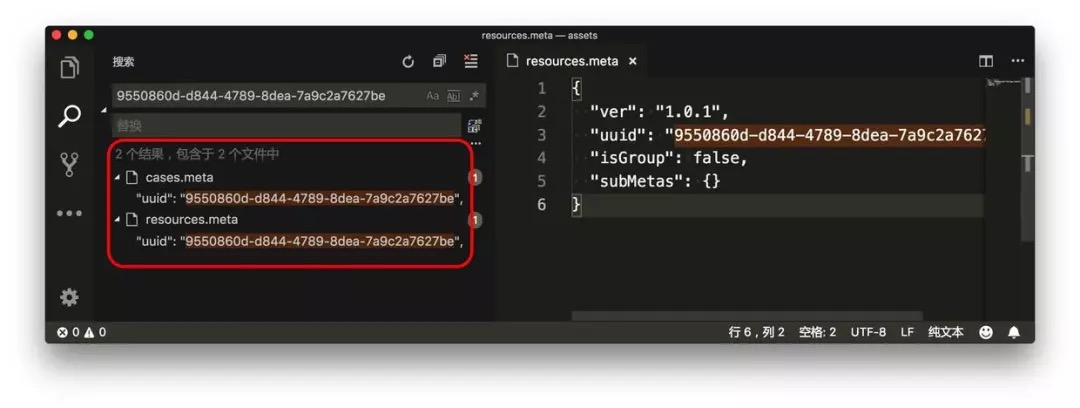 resources.meta — assets
搜索
9550860d-d844-4789-8dea-7a9c2a7627be
Aa Abl .*
替换
2 个结果，包含于 2 个文件中
cases.meta
1
"uuid": "9550860d-d844-4789-8dea-7a9c2a7627be",
resources.meta
1
"uuid": "9550860d-d844-4789-8dea-7a9c2a7627be",
resources.meta ×
1 {
2 "ver": "1.0.1",
3 "uuid": "9550860d-d844-4789-8dea-7a9c2a7627
4 "isGroup": false,
5 "subMetas": {}
6 }
0 0
行 6，列 2 空格: 2 UTF-8 LF 纯文本